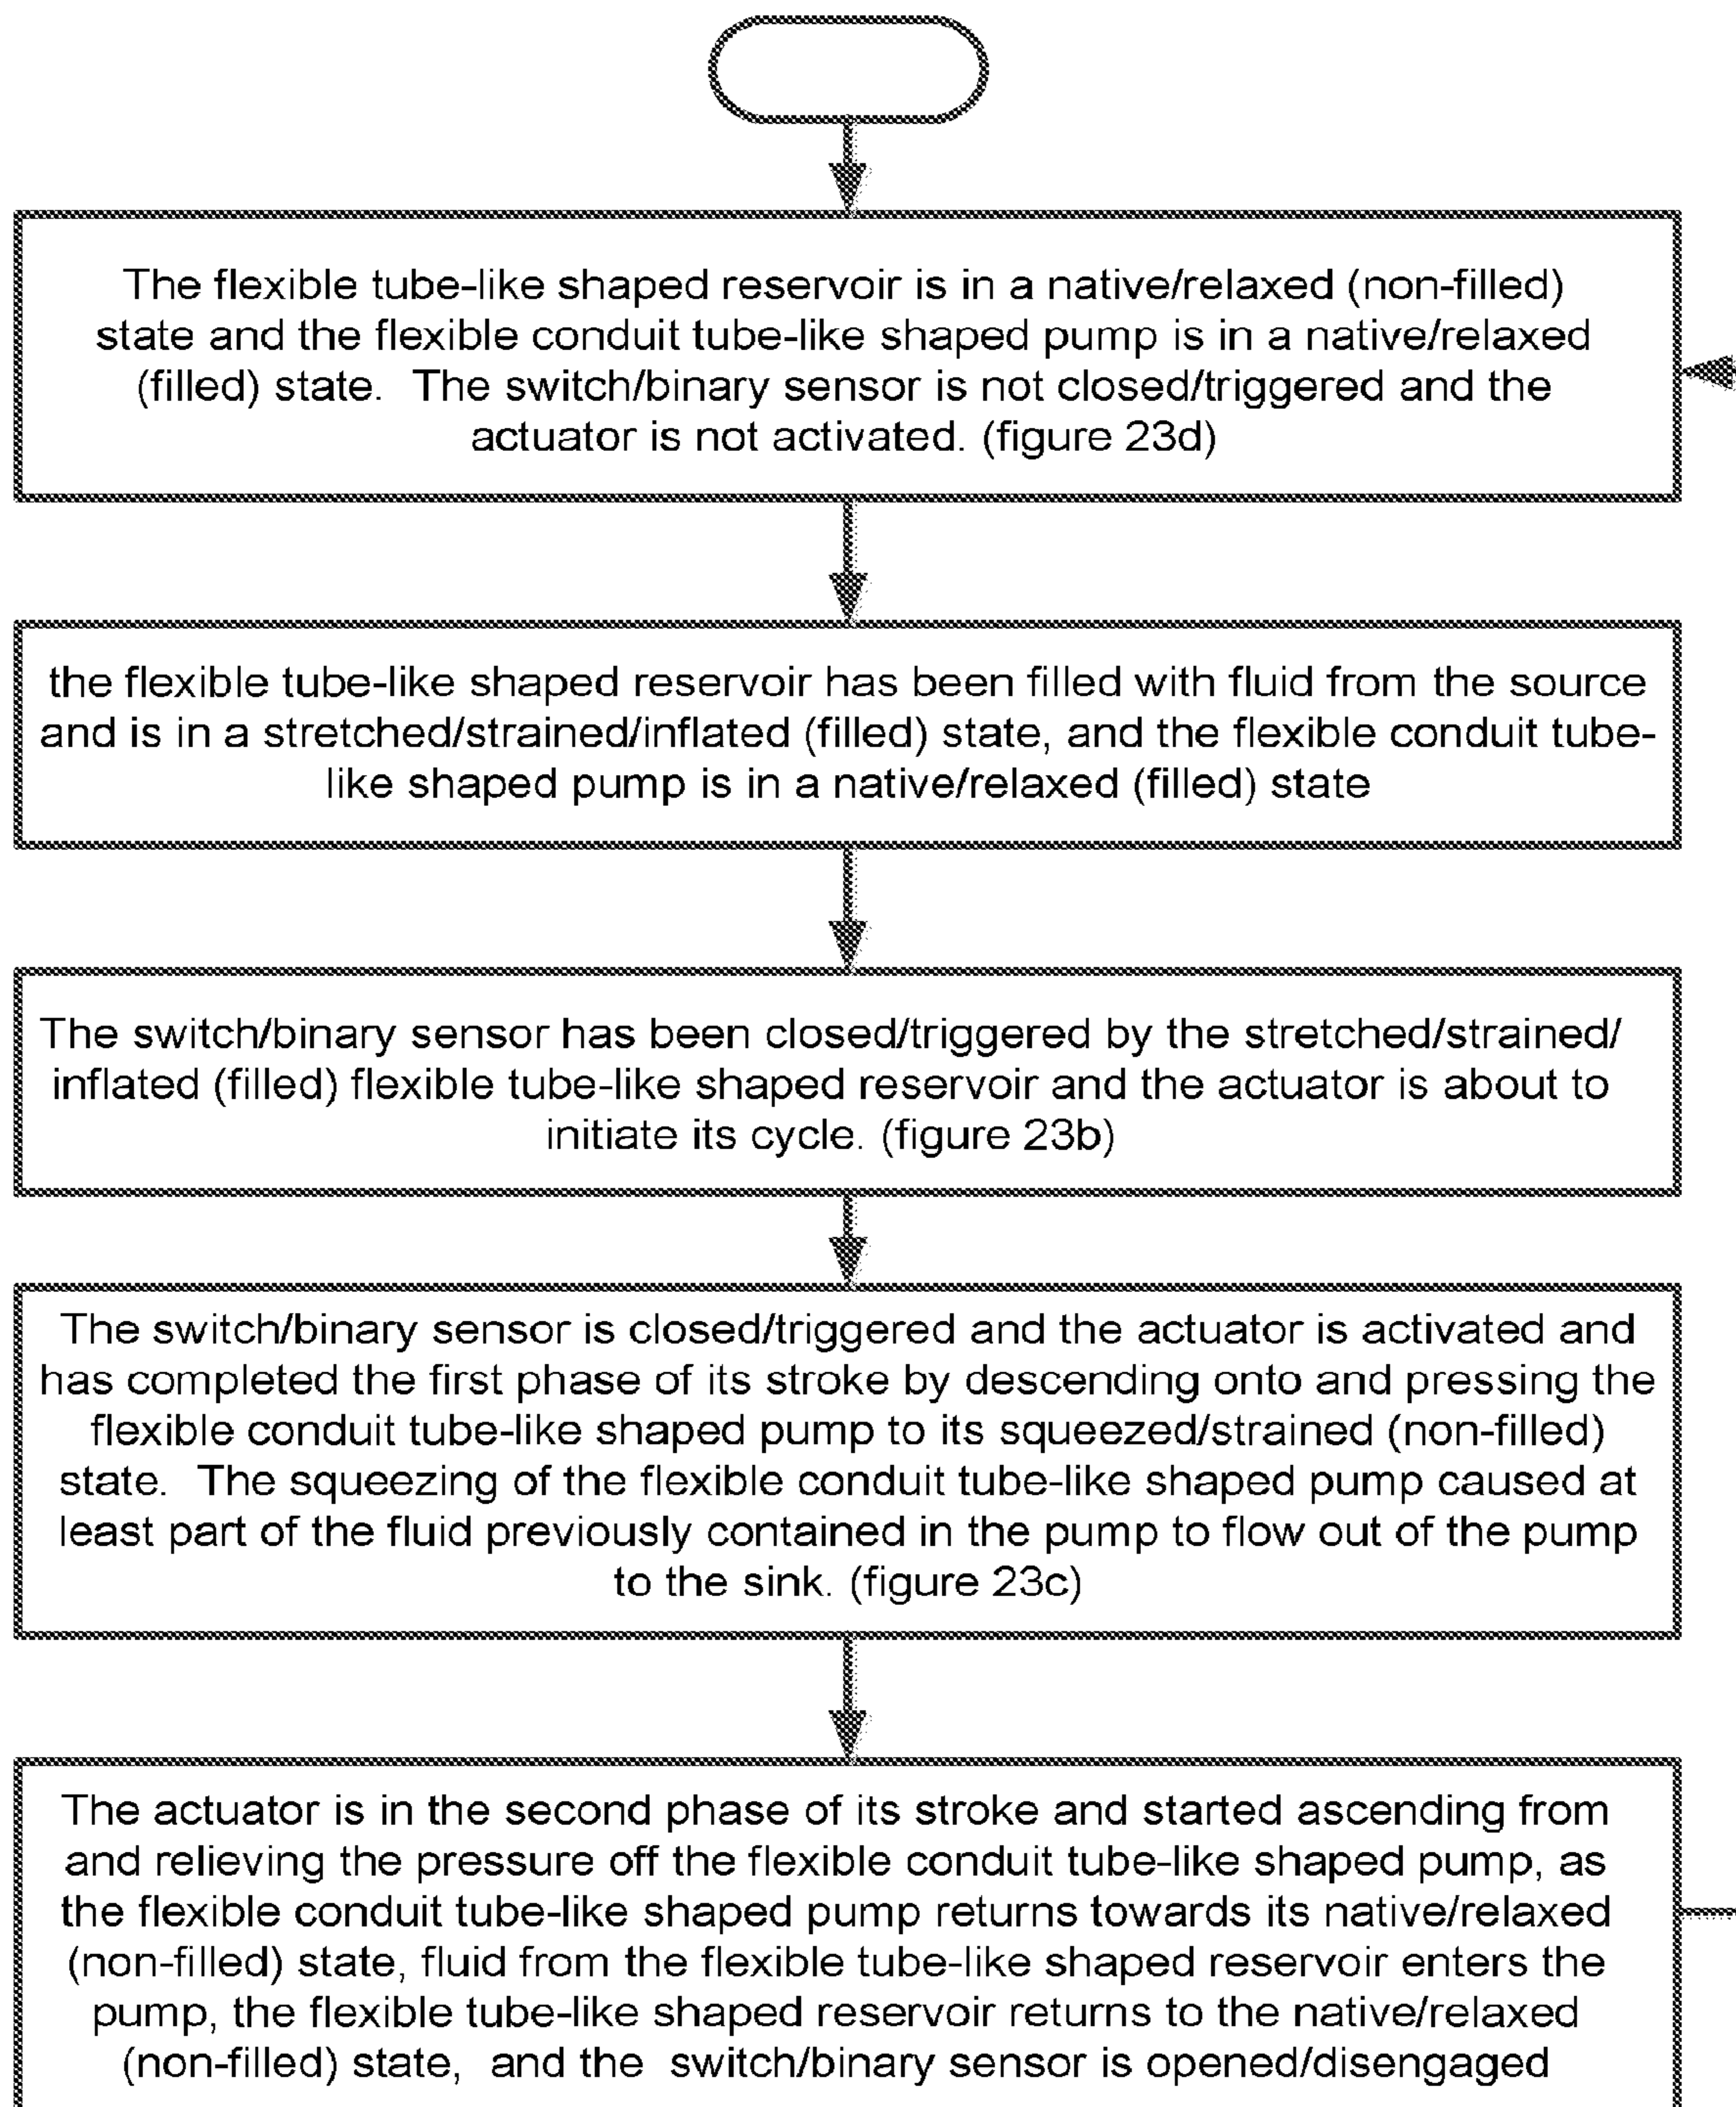 The flexible tube-like shaped reservoir is in a native/relaxed (non-filled)
state and the flexible conduit tube-like shaped pump is in a native/relaxed
(filled) state.  The switch/binary sensor is not closed/triggered and the
actuator is not activated. (figure 23d)
the flexible tube-like shaped reservoir has been filled with fluid from the source
and is in a stretched/strained/inflated (filled) state, and the flexible conduit tube-
like shaped pump is in a native/relaxed (filled) state
The switch/binary sensor has been closed/triggered by the stretched/strained/
inflated (filled) flexible tube-like shaped reservoir and the actuator is about to
initiate its cycle. (figure 23b)
The switch/binary sensor is closed/triggered and the actuator is activated and
has completed the first phase of its stroke by descending onto and pressing the
flexible conduit tube-like shaped pump to its squeezed/strained (non-filled)
state.  The squeezing of the flexible conduit tube-like shaped pump caused at
least part of the fluid previously contained in the pump to flow out of the pump
to the sink. (figure 23c)
The actuator is in the second phase of its stroke and started ascending from
and relieving the pressure off the flexible conduit tube-like shaped pump, as
the flexible conduit tube-like shaped pump returns towards its native/relaxed
(non-filled) state, fluid from the flexible tube-like shaped reservoir enters the
pump, the flexible tube-like shaped reservoir returns to the native/relaxed
(non-filled) state,  and the  switch/binary sensor is opened/disengaged